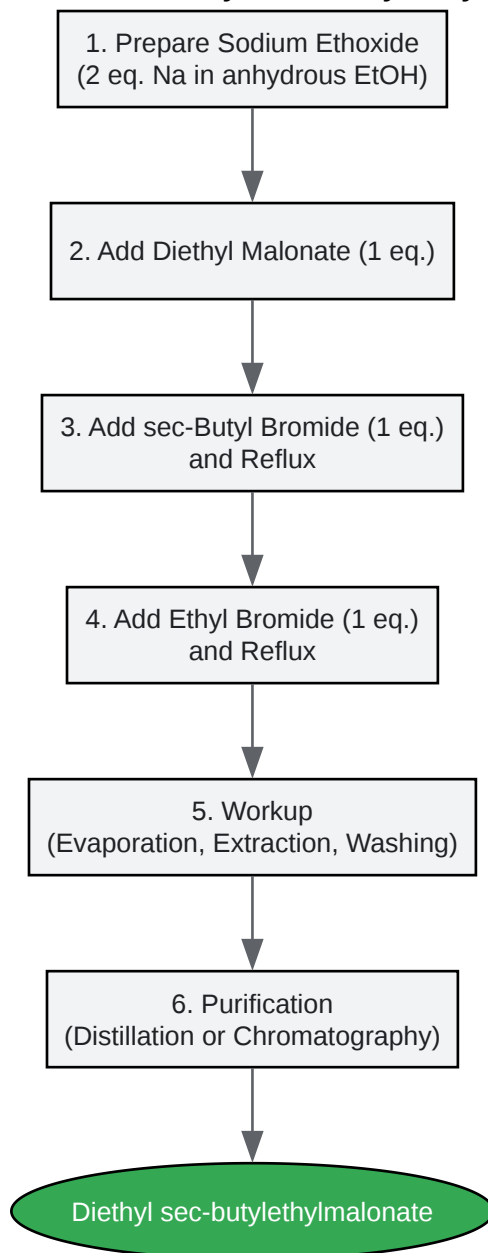 1. Prepare Sodium Ethoxide
(2 eq. Na in anhydrous EtOH)
2. Add Diethyl Malonate (1 eq.)
3. Add sec-Butyl Bromide (1 eq.)
and Reflux
4. Add Ethyl Bromide (1 eq.)
and Reflux
5. Workup
(Evaporation, Extraction, Washing)
6. Purification
(Distillation or Chromatography)
Diethyl sec-butylethylmalonate